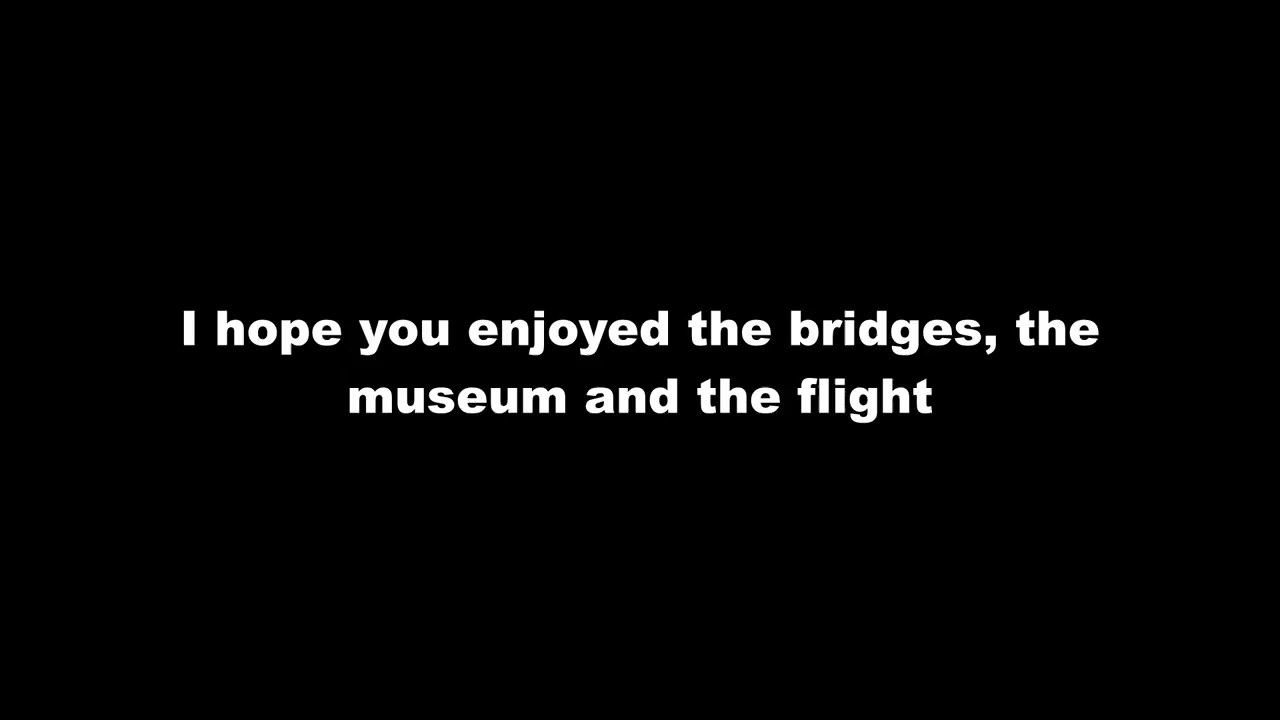 I hope you enjoyed the bridges, the
museum and the flight